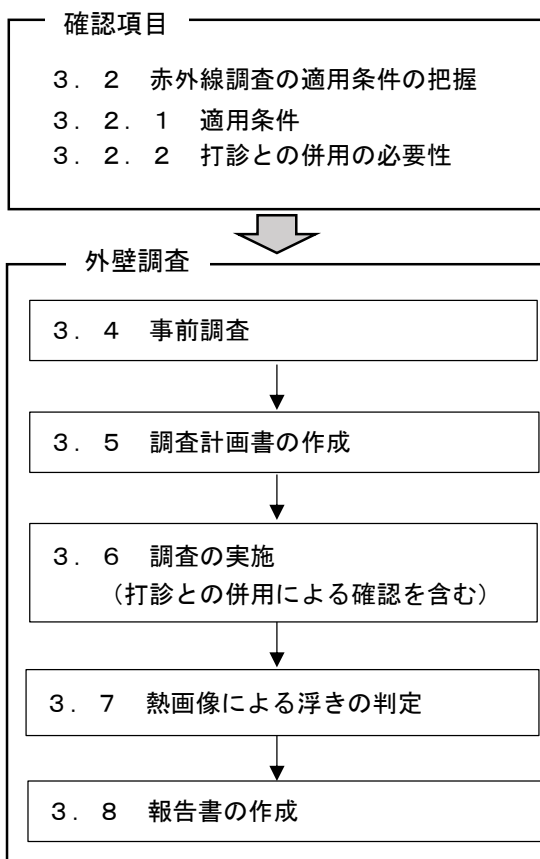 確認項目
３．２ 赤外線調査の適用条件の把握
３．２．１ 適用条件
３．２．２ 打診との併用の必要性
外壁調査
３．４ 事前調査
３．５ 調査計画書の作成
３．６ 調査の実施
（打診との併用による確認を含む）
３．７ 熱画像による浮きの判定
３．８ 報告書の作成